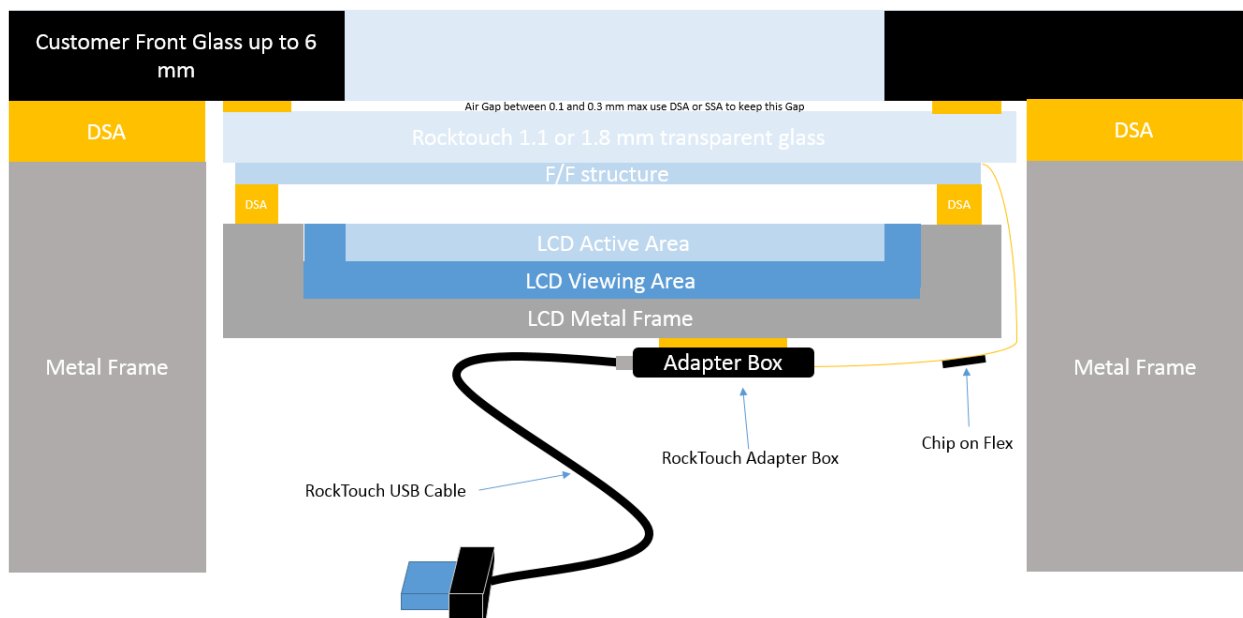 Customer Front Glass up to 6
mm
Air Gap between 0.1 and 0.3 mm max use DSA or SSA to keep this Gap
DSA
DSA
Rocktouch 1.1 or 1.8 mm transparent glass
F/F structure
DSA
DSA
LCD Active Area
LCD Viewing Area
LCD Metal Frame
Metal Frame
Adapter Box
Metal Frame
Chip on Flex
RockTouch Adapter Box
RockTouch USB Cable